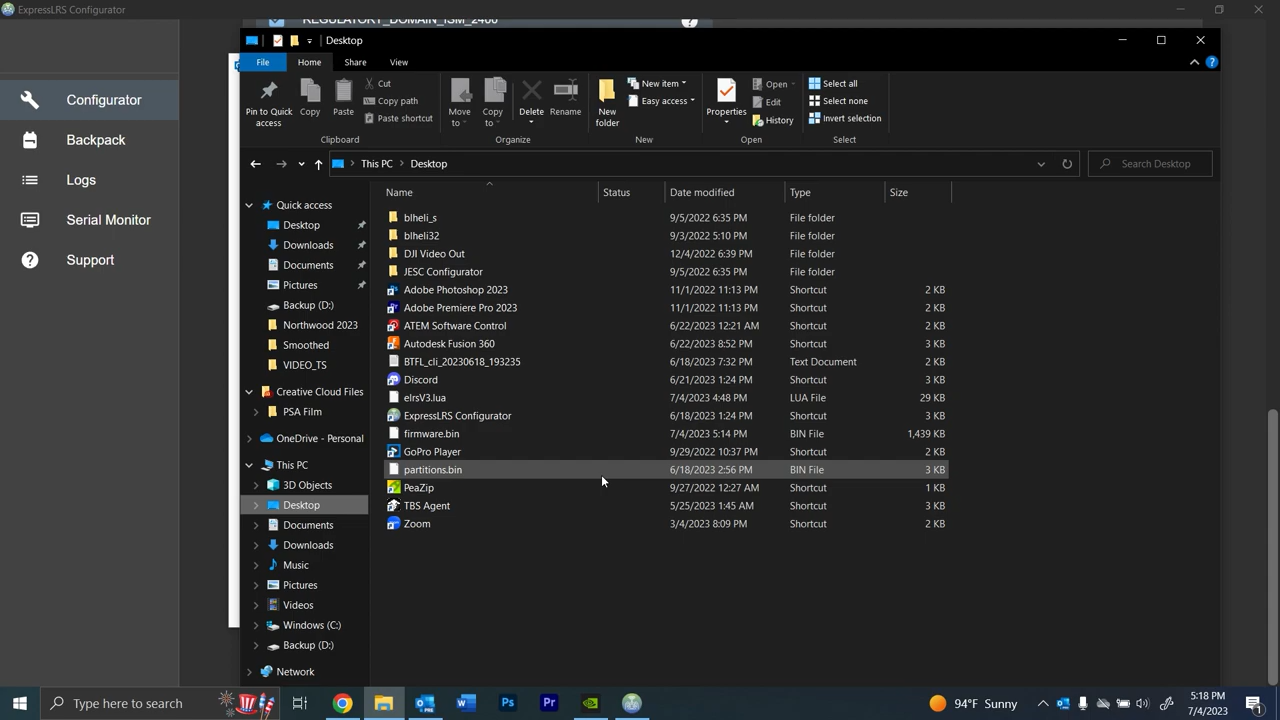 ExpressLRS Configurator
REGULATORY_DOMAIN_ISM_2400
?
Configurator
Backpack
Logs
Serial Monitor
Support
Desktop
File Home Share View
Pin to Quick access
Copy
Paste
Cut
Copy path
Paste shortcut
Clipboard
Move to
Copy to
Delete
Rename
Organize
New folder
New item
Easy access
New
Properties
Open
Edit
History
Open
Select all
Select none
Invert selection
Select
This PC > Desktop
Search Desktop
Quick access
Desktop
Downloads
Documents
Pictures
Backup (D:)
Northwood 2023
Smoothed
VIDEO_TS
Creative Cloud Files
PSA Film
OneDrive - Personal
This PC
3D Objects
Desktop
Documents
Downloads
Music
Pictures
Videos
Windows (C:)
Backup (D:)
Network
Name Status Date modified Type Size
blheli_s 9/5/2022 6:35 PM File folder
blheli32 9/3/2022 5:10 PM File folder
DJI Video Out 12/4/2022 6:39 PM File folder
JESC Configurator 9/5/2022 6:35 PM File folder
Adobe Photoshop 2023 11/1/2022 11:13 PM Shortcut 2 KB
Adobe Premiere Pro 2023 11/1/2022 11:13 PM Shortcut 2 KB
ATEM Software Control 6/22/2023 12:21 AM Shortcut 2 KB
Autodesk Fusion 360 6/22/2023 8:52 PM Shortcut 2 KB
BTFL_cli_20230618_193235 6/18/2023 7:32 PM Text Document 2 KB
Discord 6/21/2023 1:24 PM Shortcut 3 KB
elrsV3.lua 7/4/2023 4:48 PM LUA File 29 KB
ExpressLRS Configurator 6/18/2023 1:24 PM Shortcut 3 KB
firmware.bin 7/4/2023 5:14 PM BIN File 1,439 KB
GoPro Player 9/29/2022 10:37 PM Shortcut 2 KB
partitions.bin 6/18/2023 2:56 PM BIN File 3 KB
PeaZip 9/27/2022 12:27 AM Shortcut 1 KB
TBS Agent 5/25/2023 1:45 AM Shortcut 3 KB
Zoom 3/4/2023 8:09 PM Shortcut 2 KB
Type here to search
94°F Sunny
5:18 PM
7/4/2023